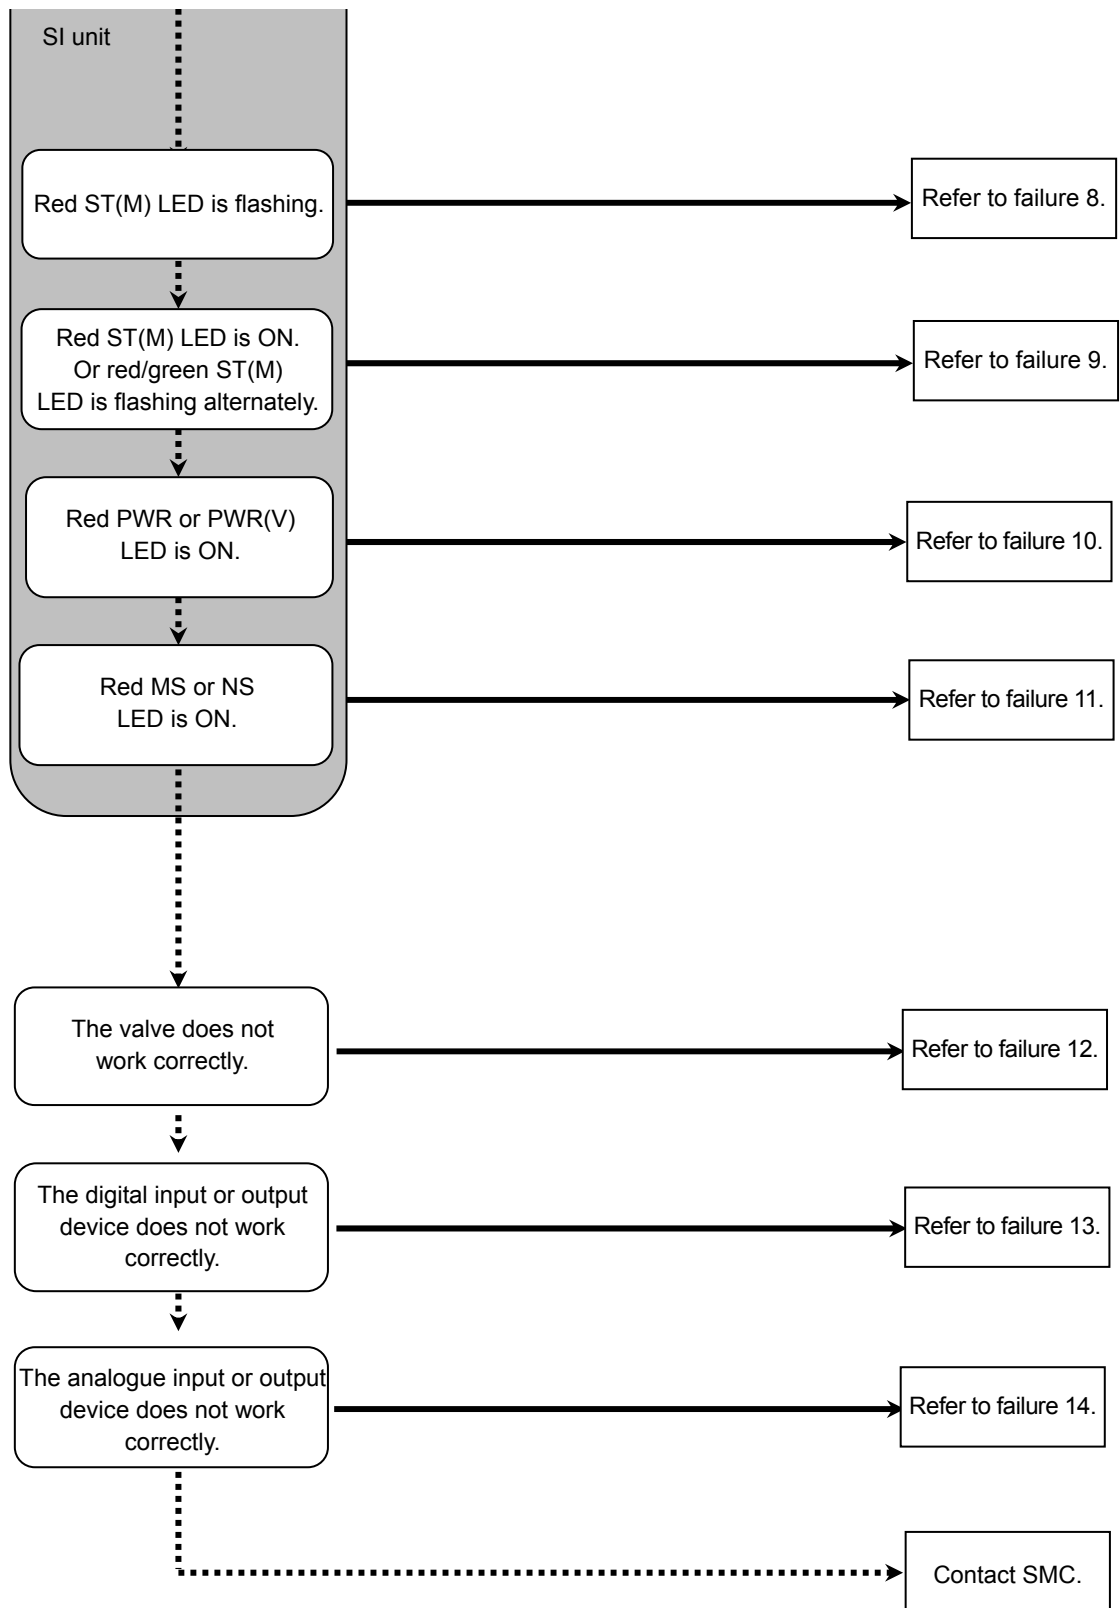 SI unit
Red ST(M) LED is flashing.
Refer to failure 8.
Red ST(M) LED is ON.
Or red/green ST(M)
LED is flashing alternately.
Refer to failure 9.
Red PWR or PWR(V)
LED is ON.
Refer to failure 10.
Red MS or NS
LED is ON.
Refer to failure 11.
The valve does not
work correctly.
Refer to failure 12.
The digital input or output
device does not work
correctly.
Refer to failure 13.
The analogue input or output
device does not work
correctly.
Refer to failure 14.
Contact SMC.